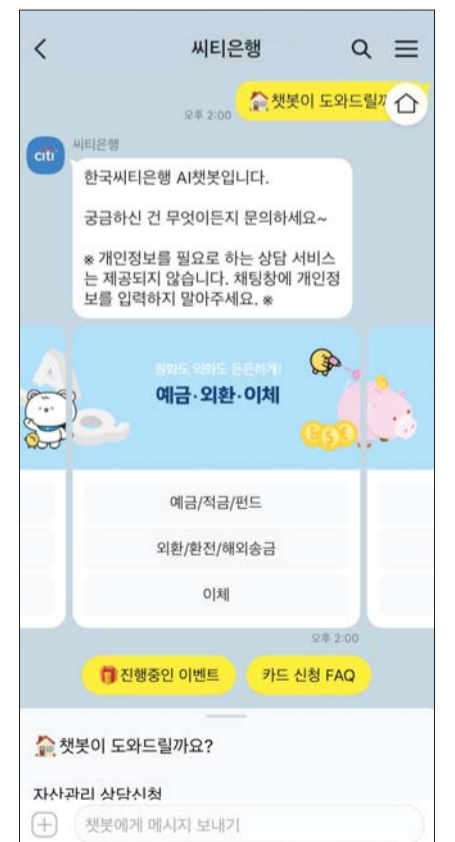 씨티은행
🏠챗봇이 도와드릴까
오후 2:00
citi
씨티은행
한국씨티은행 AI챗봇입니다.
궁금하신 건 무엇이든지 문의하세요~
※ 개인정보를 필요로 하는 상담 서비스
는 제공되지 않습니다. 채팅창에 개인정
보를 입력하지 말아주세요. ※
원화도 외화도 든든하게!
예금·외환·이체
예금/적금/펀드
외환/환전/해외송금
이체
오후 2:00
🎁진행중인 이벤트
카드 신청 FAQ
🏠챗봇이 도와드릴까요?
자산관리 상담신청
챗봇에게 메시지 보내기